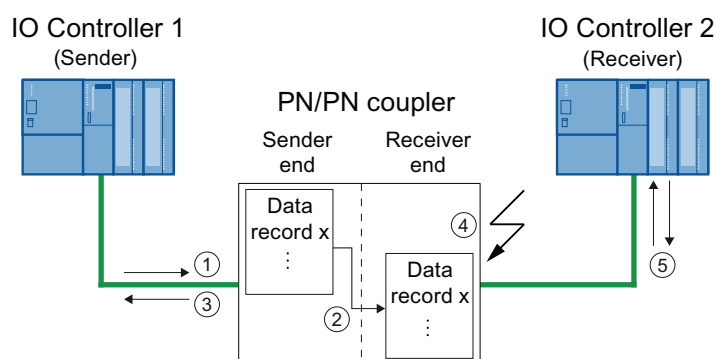 IO Controller 1
(Sender)
IO Controller 2
(Receiver)
PN/PN coupler
Sender
end
Receiver
end
Data
record x
⋮
Data
record x
⋮
①
②
③
④
⑤